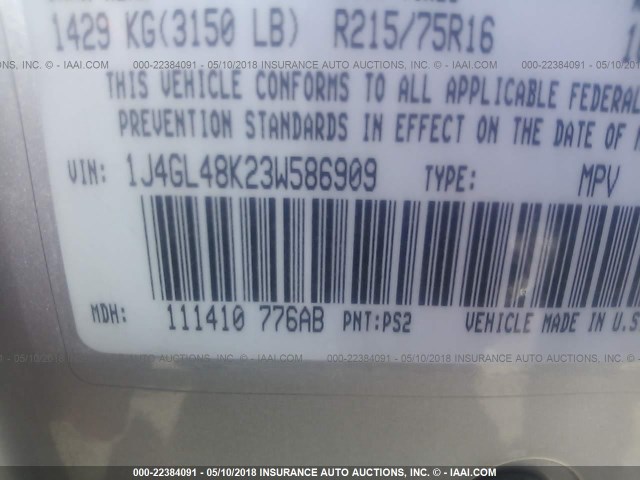 1429 KG(3150 LB) R215/75R16
THIS VEHICLE CONFORMS TO ALL APPLICABLE FEDERAL
PREVENTION STANDARDS IN EFFECT ON THE DATE OF
VIN: 1J4GL48K23W586909 TYPE: MPV
MDH: 111410 776AB PNT:PS2 VEHICLE MADE IN U.S
000-22384091 - 05/10/2018 INSURANCE AUTO AUCTIONS, INC. - IAAI.COM